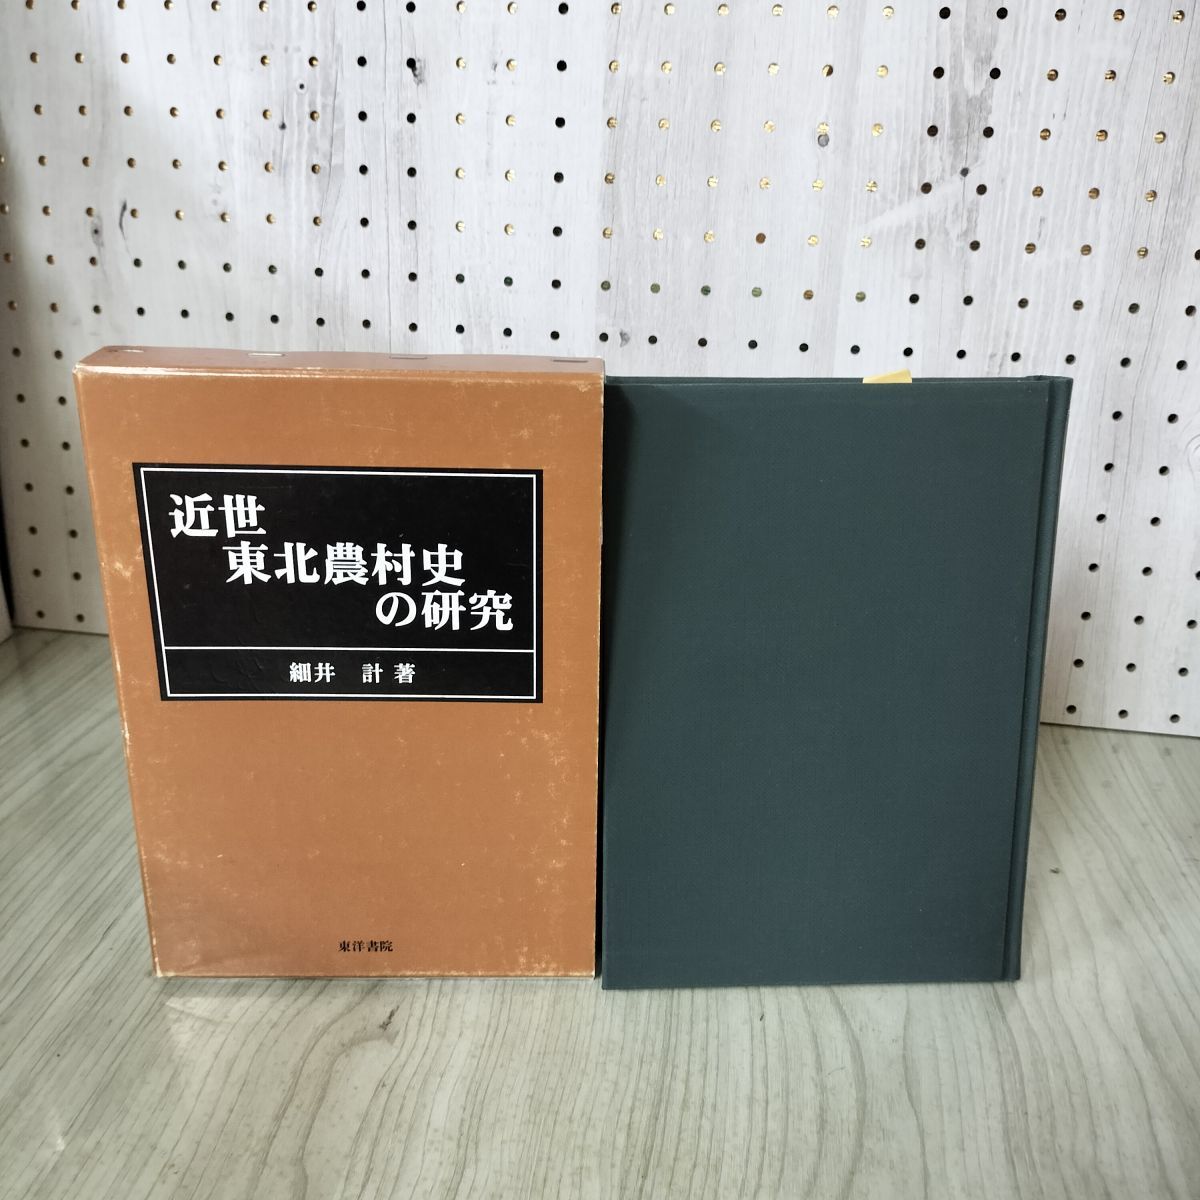 近世
東北農村史
の研究
細井 計 著
東洋書院